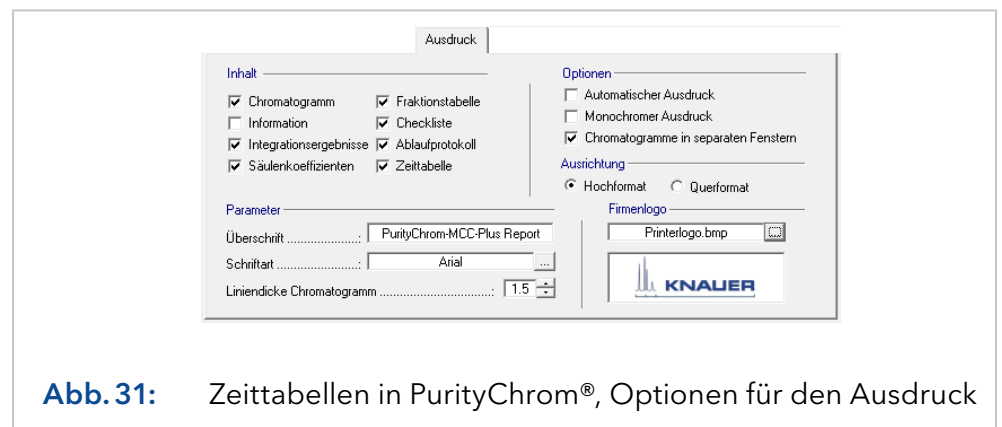 Ausdruck
Inhalt
Chromatogramm
Fraktionstabelle
Information
Checkliste
Integrationsergebnisse
Ablaufprotokoll
Säulenkoeffizienten
Zeittabelle
Optionen
Automatischer Ausdruck
Monochromer Ausdruck
Chromatogramme in separaten Fenstern
Ausrichtung
Hochformat
Querformat
Parameter
Überschrift ......................: PurityChrom-MCC-Plus Report
Schriftart .........................: Arial ...
Liniendicke Chromatogramm .................................: 1.5
Firmenlogo
Printerlogo.bmp
KNAUER
Abb. 31: Zeittabellen in PurityChrom®, Optionen für den Ausdruck